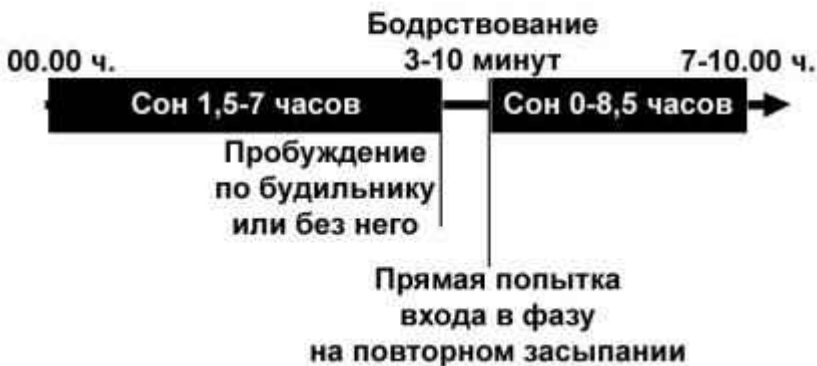 Бодрствование
00.00 ч. 3-10 минут 7-10.00 ч.
Сон 1,5-7 часов Сон 0-8,5 часов
Пробуждение
по будильнику
или без него
Прямая попытка
входа в фазу
на повторном засыпании